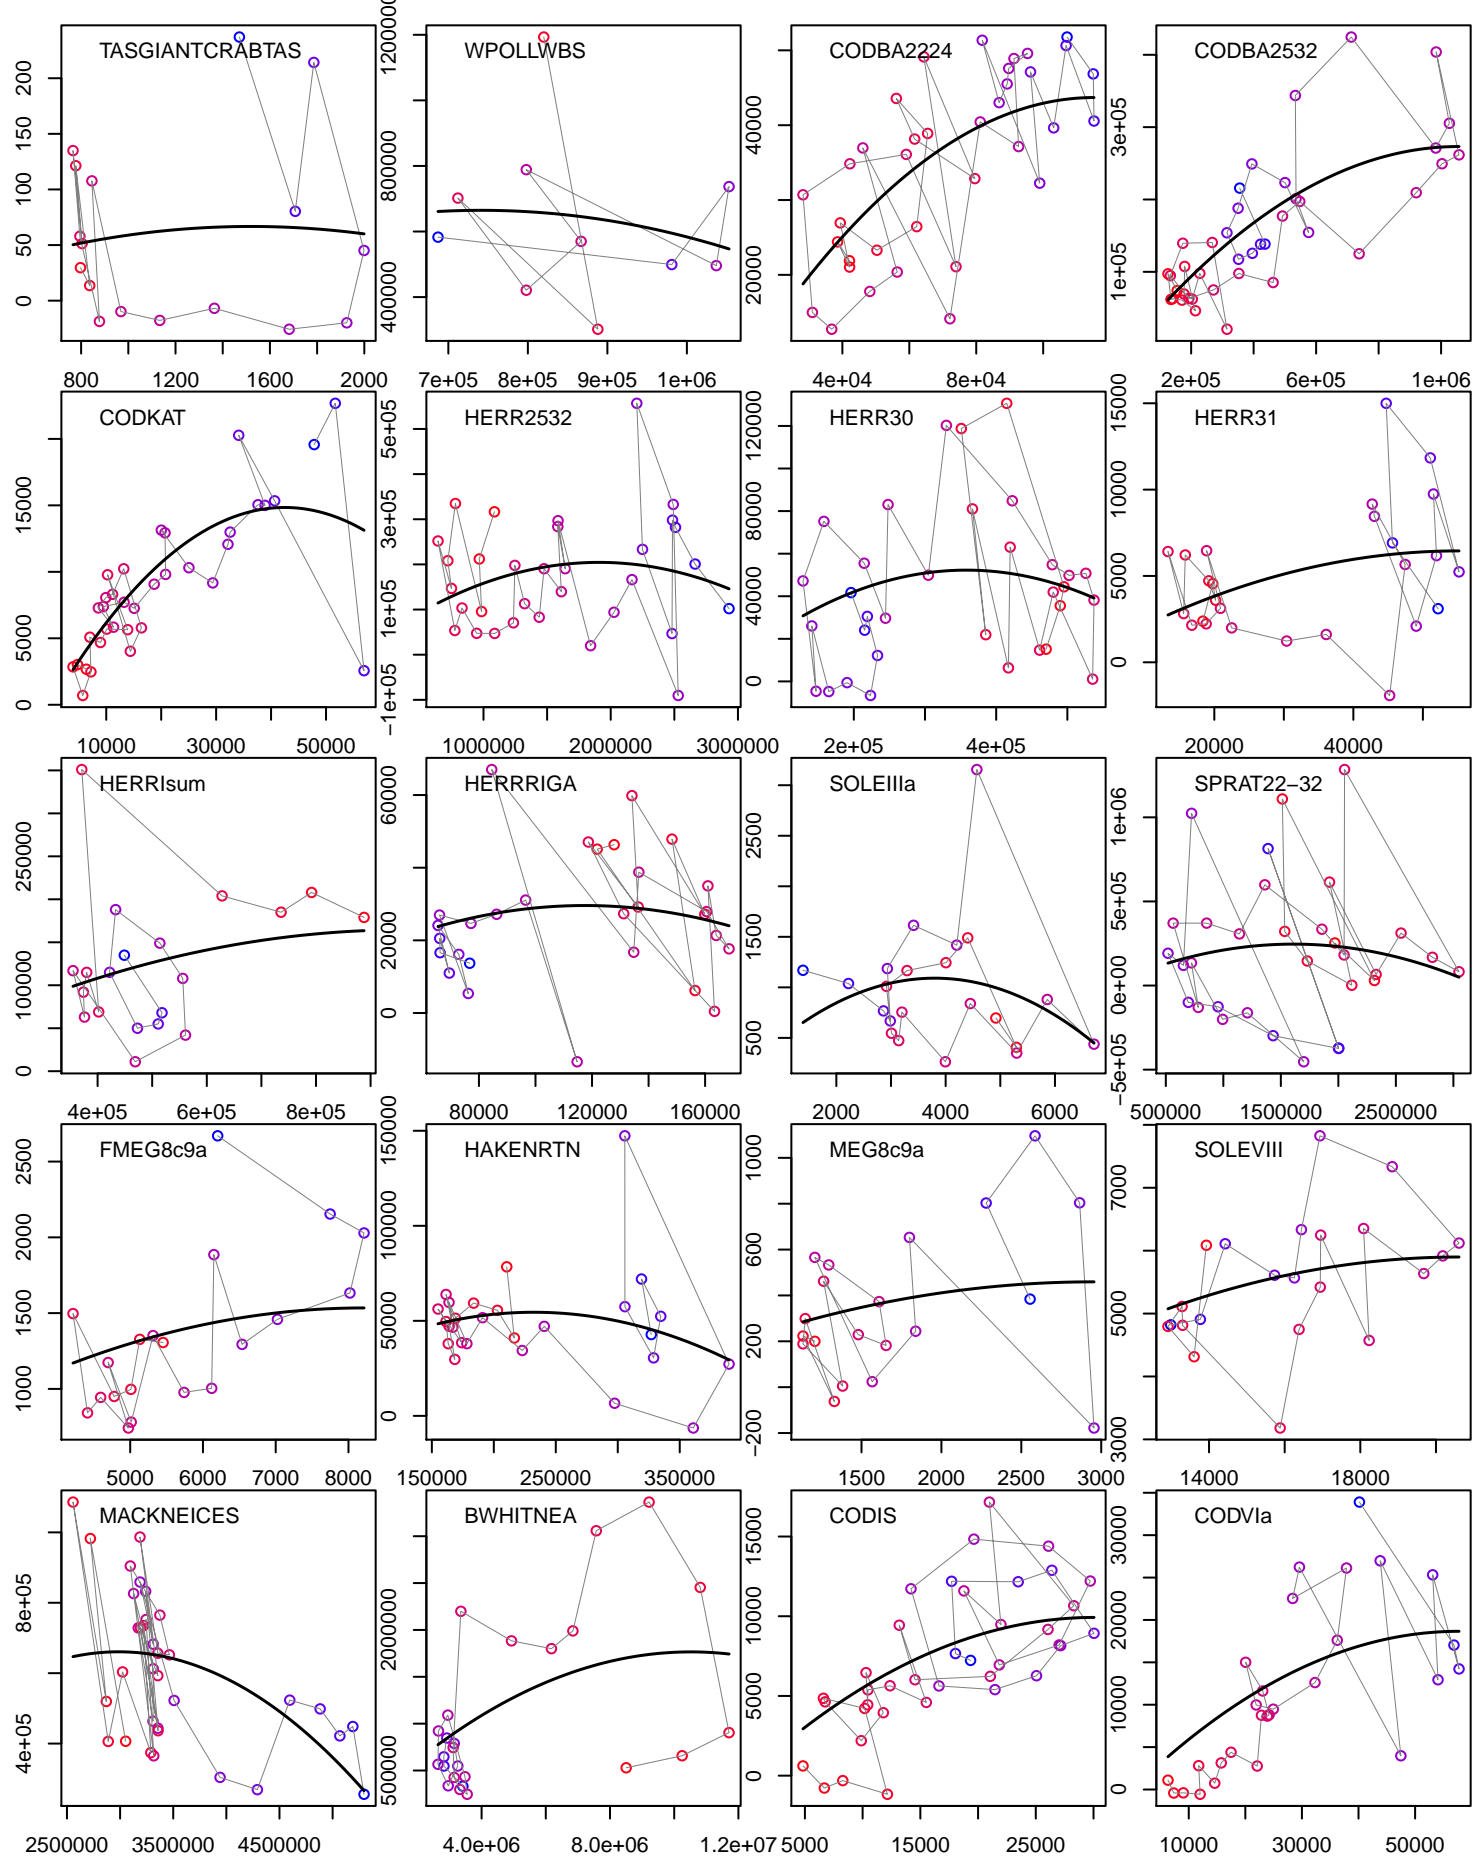 TASGIANTCRABTAS
0 50 100 150 200
800 1200 1600 2000
WPOLLWBS
400000 800000 1200000
7e+05 8e+05 9e+05 1e+06
CODBA2224
20000 40000
4e+04 8e+04
CODBA2532
1e+05 3e+05
2e+05 6e+05 1e+06
CODKAT
0 5000 15000
10000 30000 50000
HERR2532
−1e+05 1e+05 3e+05 5e+05
1000000 2000000 3000000
HERR30
0 40000 80000 120000
2e+05 4e+05
HERR31
0 5000 10000 15000
20000 40000
HERRIsum
0 100000 250000
4e+05 6e+05 8e+05
HERRRIGA
0 20000 60000
80000 120000 160000
SOLEIIIa
500 1500 2500
2000 4000 6000
SPRAT22−32
−5e+05 0e+00 5e+05 1e+06
500000 1500000 2500000
FMEG8c9a
1000 1500 2000 2500
5000 6000 7000 8000
HAKENRTN
0 50000 100000 150000
150000 250000 350000
MEG8c9a
−200 200 600 1000
1500 2000 2500 3000
SOLEVIII
3000 5000 7000
14000 18000
MACKNEICES
4e+05 8e+05
2500000 3500000 4500000
BWHITNEA
500000 2000000
4.0e+06 8.0e+06 1.2e+07
CODIS
0 5000 10000 15000
5000 15000 25000
CODVIa
0 10000 20000 30000
10000 30000 50000